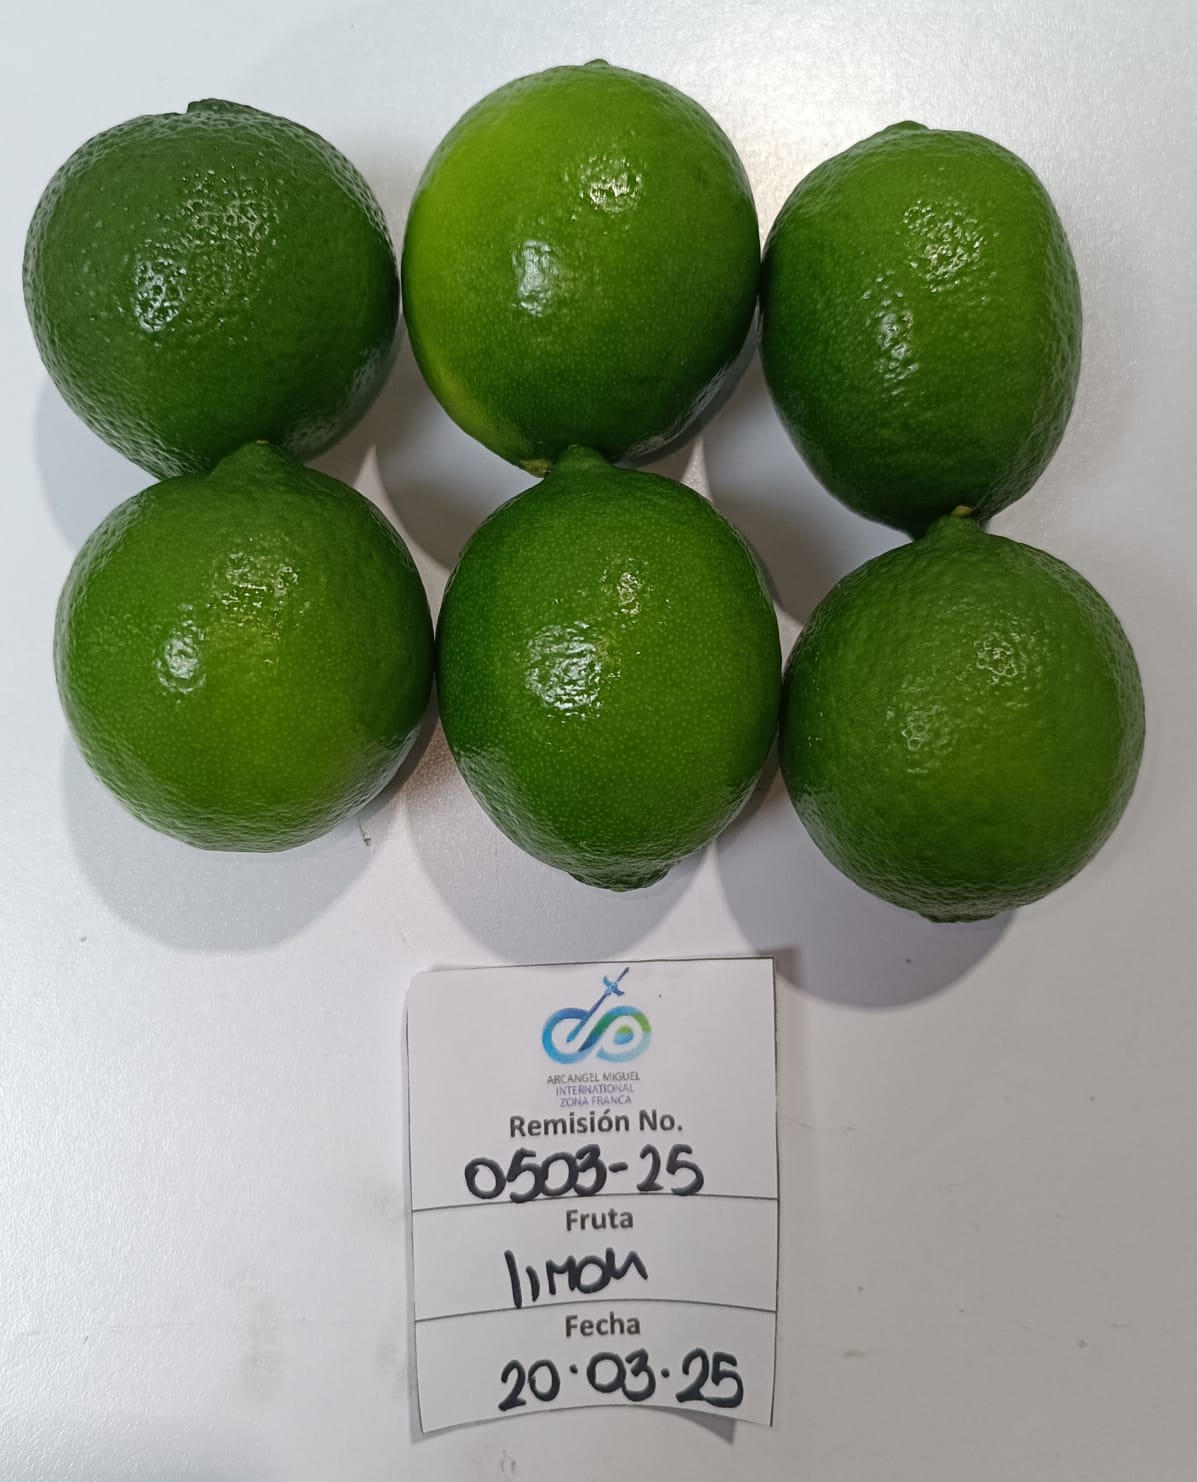 ARCANGEL MIGUEL
INTERNATIONAL
ZONA FRANCA
Remisión No.
0503-25
Fruta
limon
Fecha
20·03·25